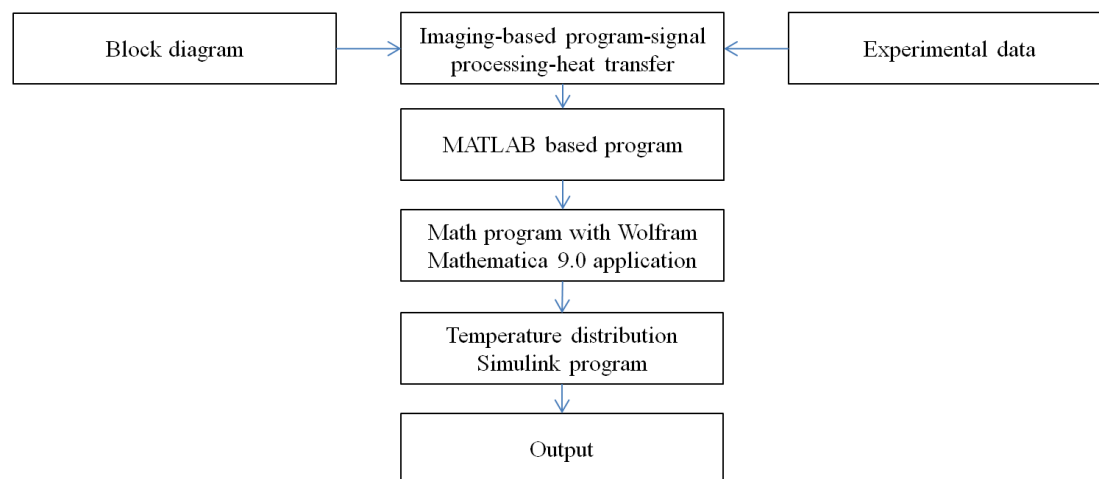 Block diagram
Imaging-based program-signal
processing-heat transfer
Experimental data
MATLAB based program
Math program with Wolfram
Mathematica 9.0 application
Temperature distribution
Simulink program
Output